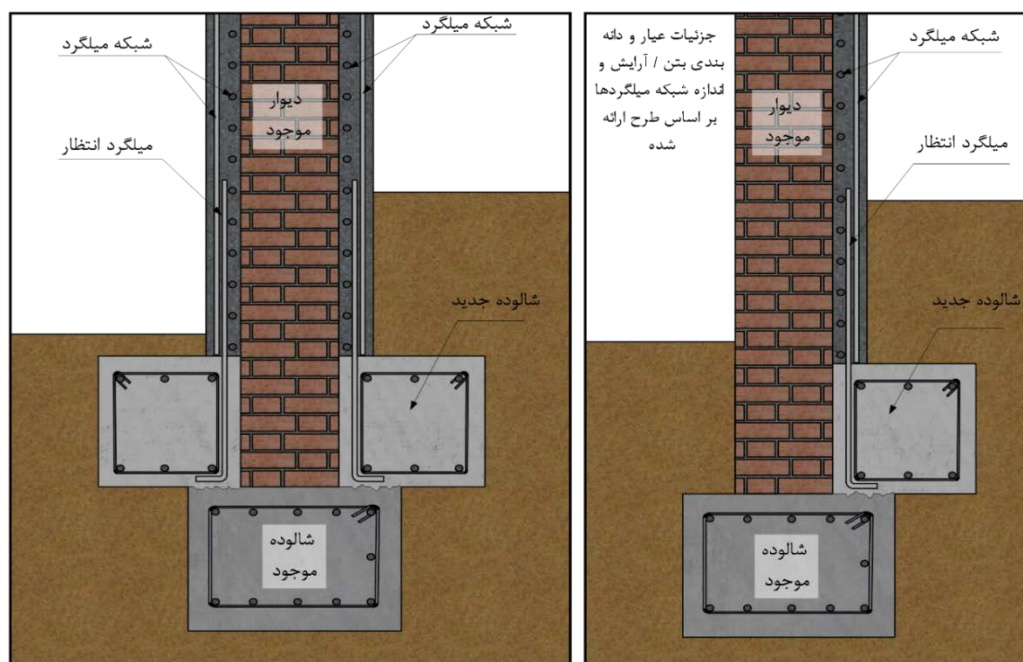 شبکه میلگرد
شبکه میلگرد
دیوار
موجود
میلگرد انتظار
شالوده جدید
شالوده
موجود
جزئیات عیار و دانه
بندی بتن / آرایش و
اندازه شبکه میلگردها
بر اساس طرح ارائه
شده
شبکه میلگرد
دیوار
موجود
میلگرد انتظار
شالوده جدید
شالوده
موجود